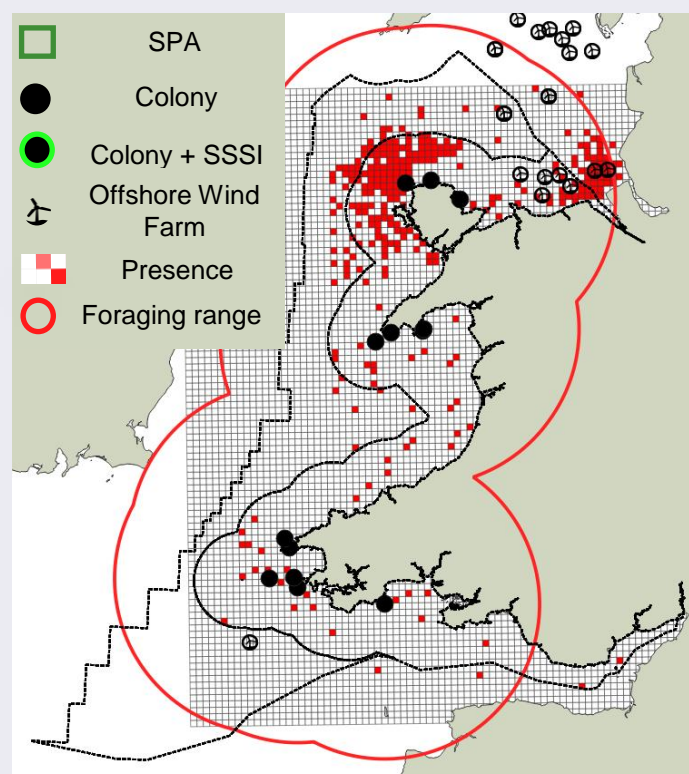 SPA
Colony
Colony + SSSI
Offshore Wind
Farm
Presence
Foraging range